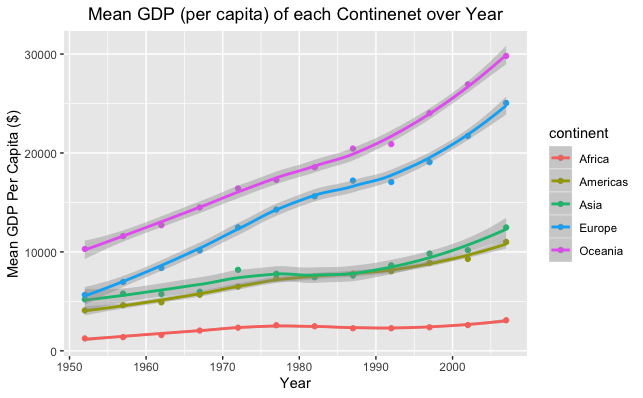 Mean GDP (per capita) of each Continenet over Year
30000
20000
10000
0
Mean GDP Per Capita ($)
1950 1960 1970 1980 1990 2000
Year
continent
Africa
Americas
Asia
Europe
Oceania